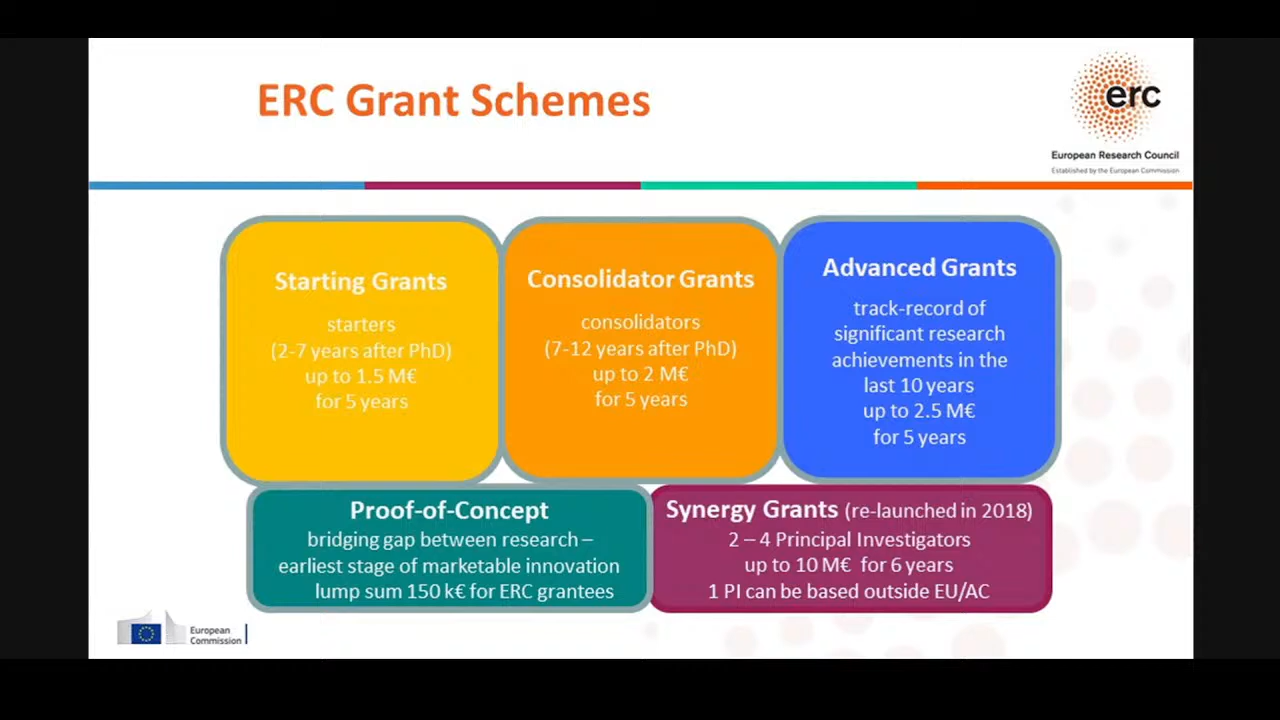 ERC Grant Schemes
erc
European Research Council
Established by the European Commission
Starting Grants
starters
(2-7 years after PhD)
up to 1.5 M€
for 5 years
Consolidator Grants
consolidators
(7-12 years after PhD)
up to 2 M€
for 5 years
Advanced Grants
track-record of
significant research
achievements in the
last 10 years
up to 2.5 M€
for 5 years
Proof-of-Concept
bridging gap between research –
earliest stage of marketable innovation
lump sum 150 k€ for ERC grantees
Synergy Grants (re-launched in 2018)
2 – 4 Principal Investigators
up to 10 M€ for 6 years
1 PI can be based outside EU/AC
European
Commission